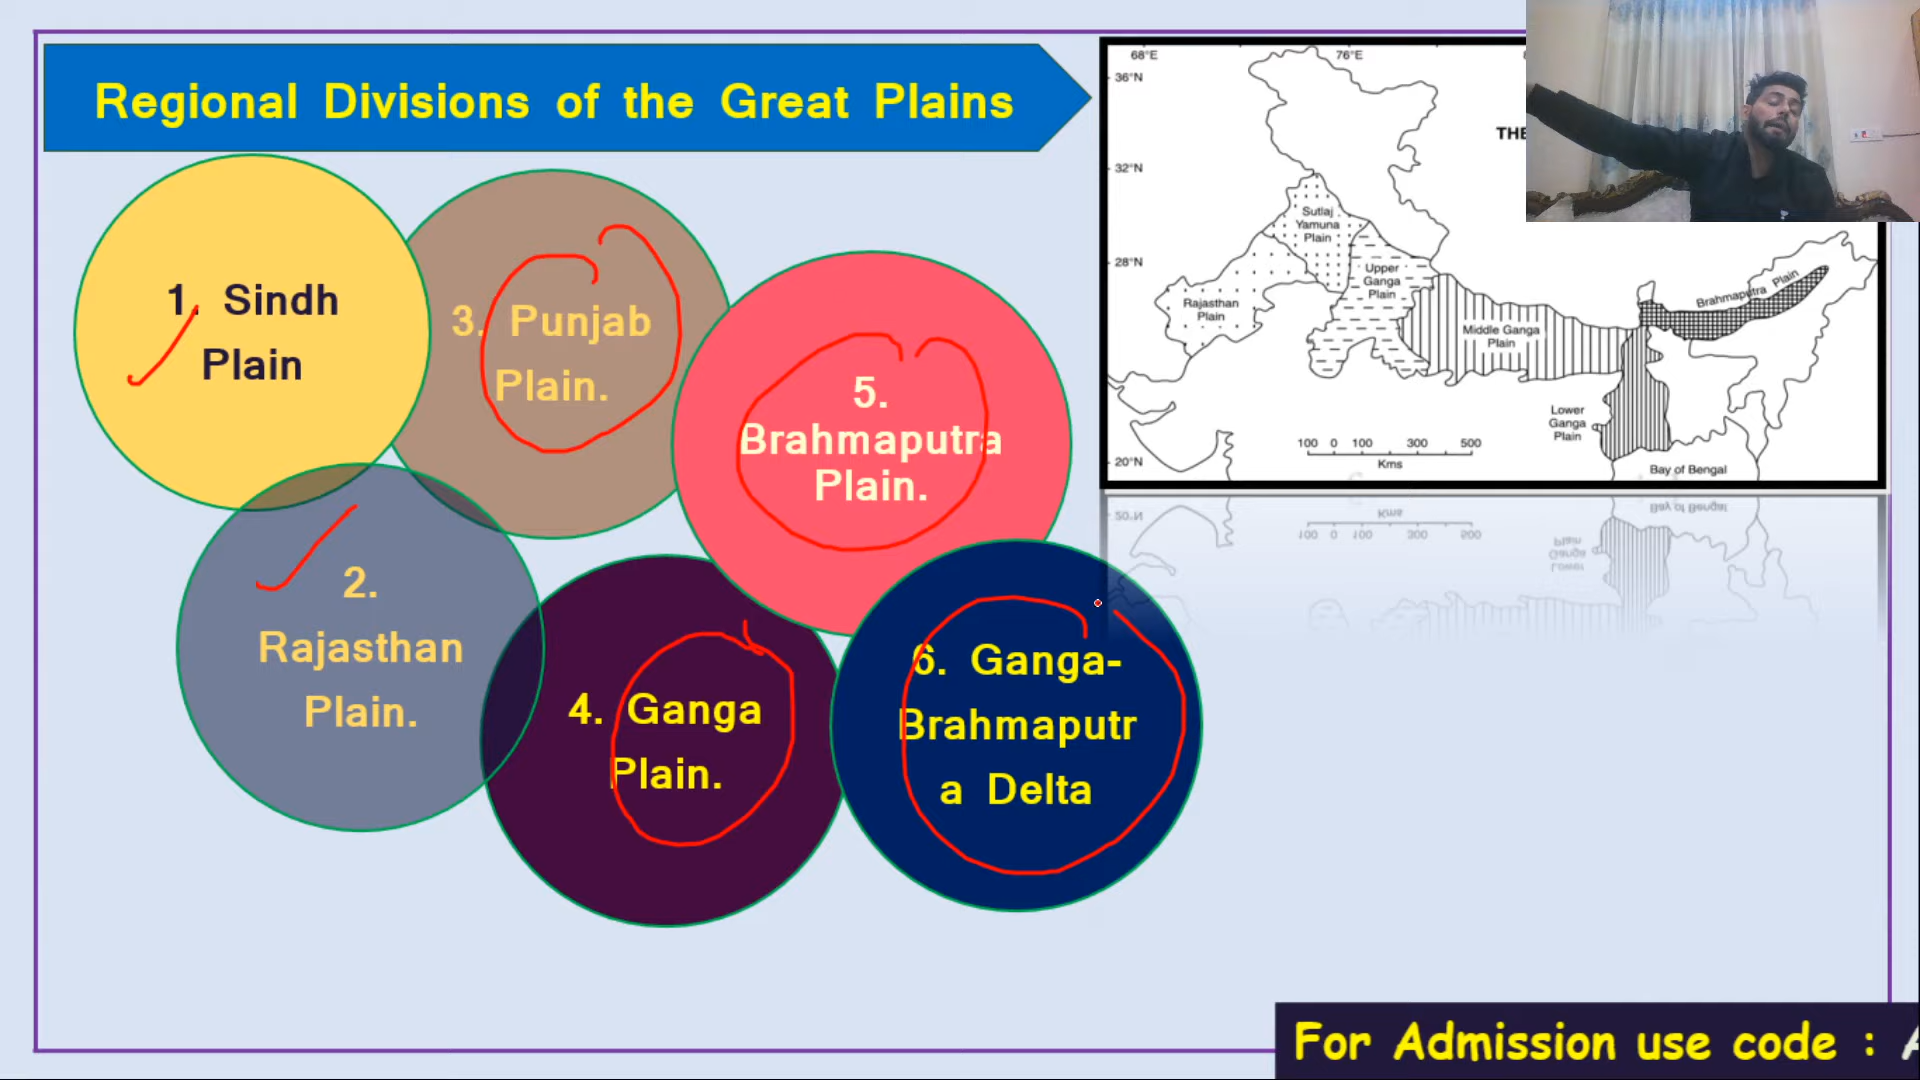 Regional Divisions of the Great Plains
1. Sindh
Plain
3. Punjab
Plain.
5.
Brahmaputra
Plain.
2.
Rajasthan
Plain.
4. Ganga
Plain.
6. Ganga-
Brahmaputr
a Delta
68°E
76°E
36°N
THE
32°N
Sutlaj
Yamuna
Plain
28°N
Upper
Ganga
Plain
Brahmaputra Plain
Rajasthan
Plain
Middle Ganga
Plain
Lower
Ganga
Plain
100 0 100 300 500
Kms
20°N
Bay of Bengal
For Admission use code :